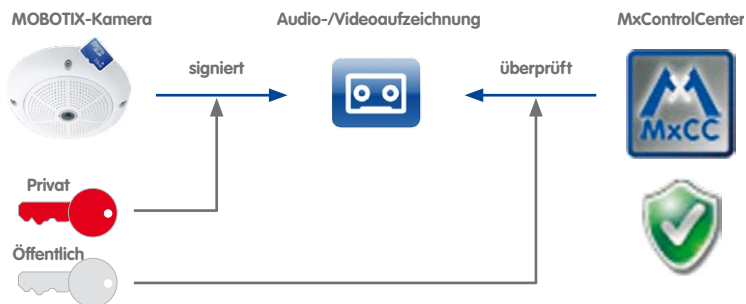 MOBOTIX-Kamera
Audio-/Videoaufzeichnung
MxControlCenter
signiert
überprüft
MxCC
Privat
Öffentlich